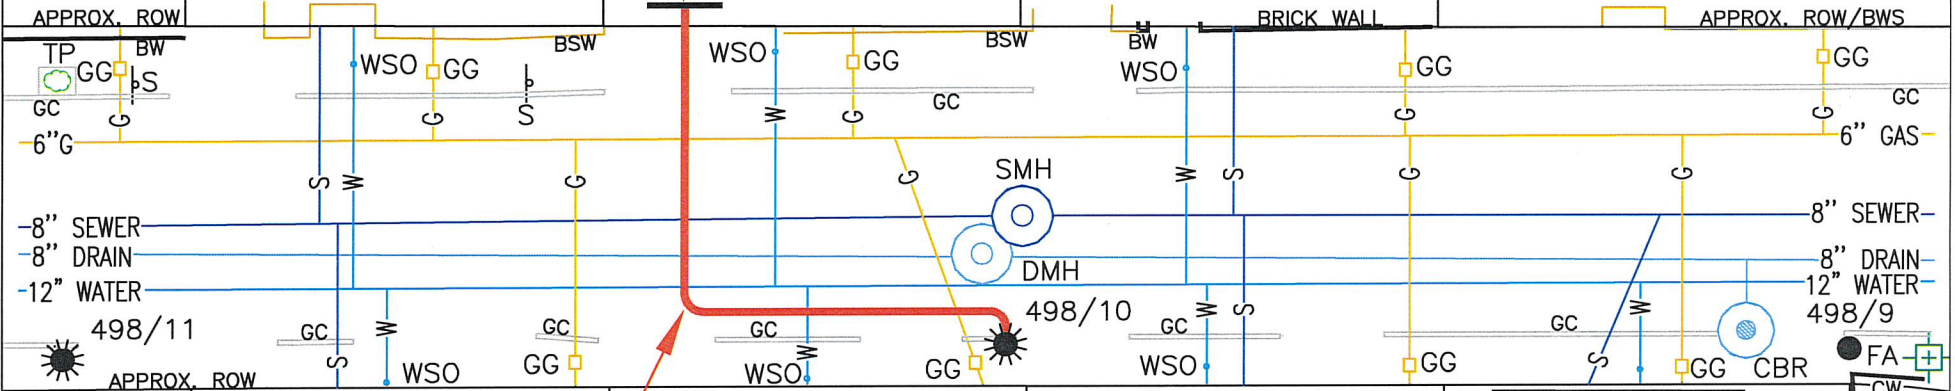 APPROX. ROW
BRICK WALL
APPROX. ROW/BWS
TP
BW
BSW
BSW
BW
GG
S
WSO
GG
WSO
GG
WSO
GG
GG
GC
S
GC
GC
G
G
W
G
G
G
6"G
6" GAS
S
W
G
G
SMH
W
S
G
G
8" SEWER
8" SEWER
8" DRAIN
DMH
8" DRAIN
12" WATER
12" WATER
498/11
498/10
498/9
GC
W
GC
GC
W
S
GC
GC
W
S
GG
W
WSO
GG
WSO
GG
S
GG
CBR
FA
APPROX. ROW
WSO
CW